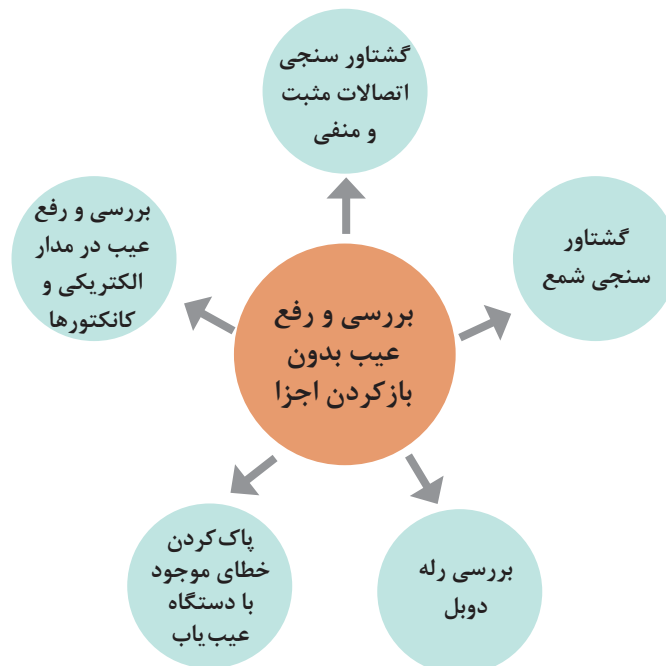 گشتاور سنجی
اتصالات مثبت
و منفی
گشتاور
سنجی شمع
بررسی و رفع
عیب در مدار
الکتریکی و
کانکتورها
بررسی و رفع
عیب بدون
بازکردن اجزا
بررسی رله
دوبل
پاک کردن
خطای موجود
با دستگاه
عیب یاب